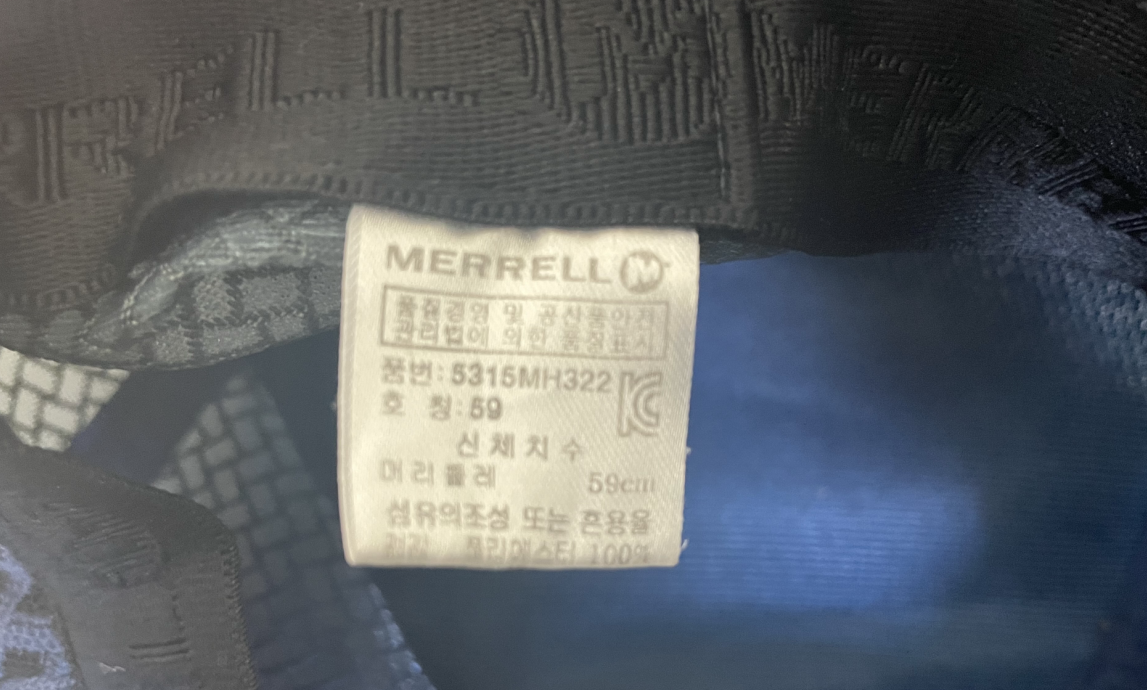 MERRELL
품질경영 및 공산품안전
관리법에 의한 품질표시
품번: 5315MH322
호 칭: 59
신체치수
머리둘레 59cm
섬유의조성 또는 혼용율
겉감 폴리에스터 100%